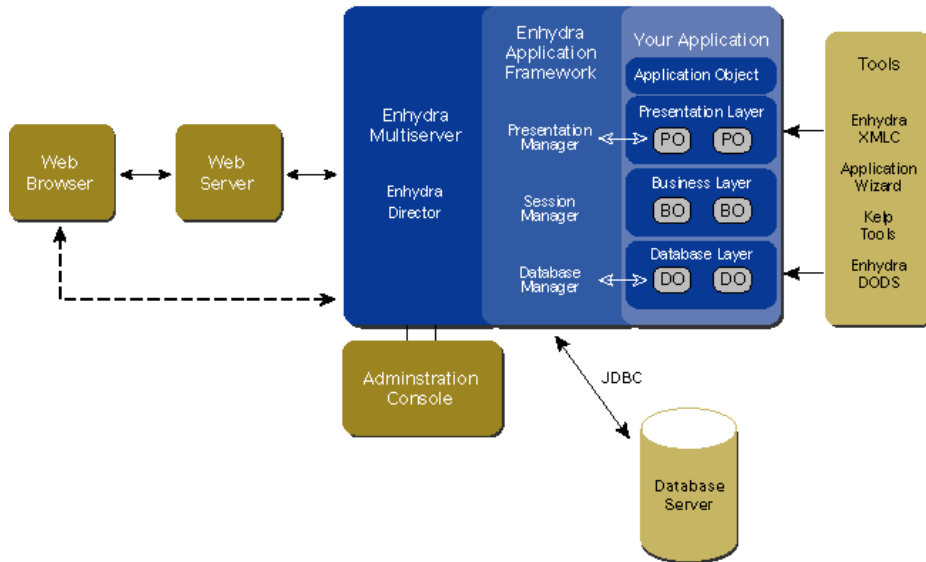 Web
Browser
Web
Server
Enhydra
Multiserver
Enhydra
Director
Enhydra
Application
Framework
Presentation
Manager
Session
Manager
Database
Manager
Your Application
Application Object
Presentation Layer
PO PO
Business Layer
BO BO
Database Layer
DO DO
Tools
Enhydra
XMLC
Application
Wizard
Kelp
Tools
Enhydra
DODS
Adminstration
Console
JDBC
Database
Server